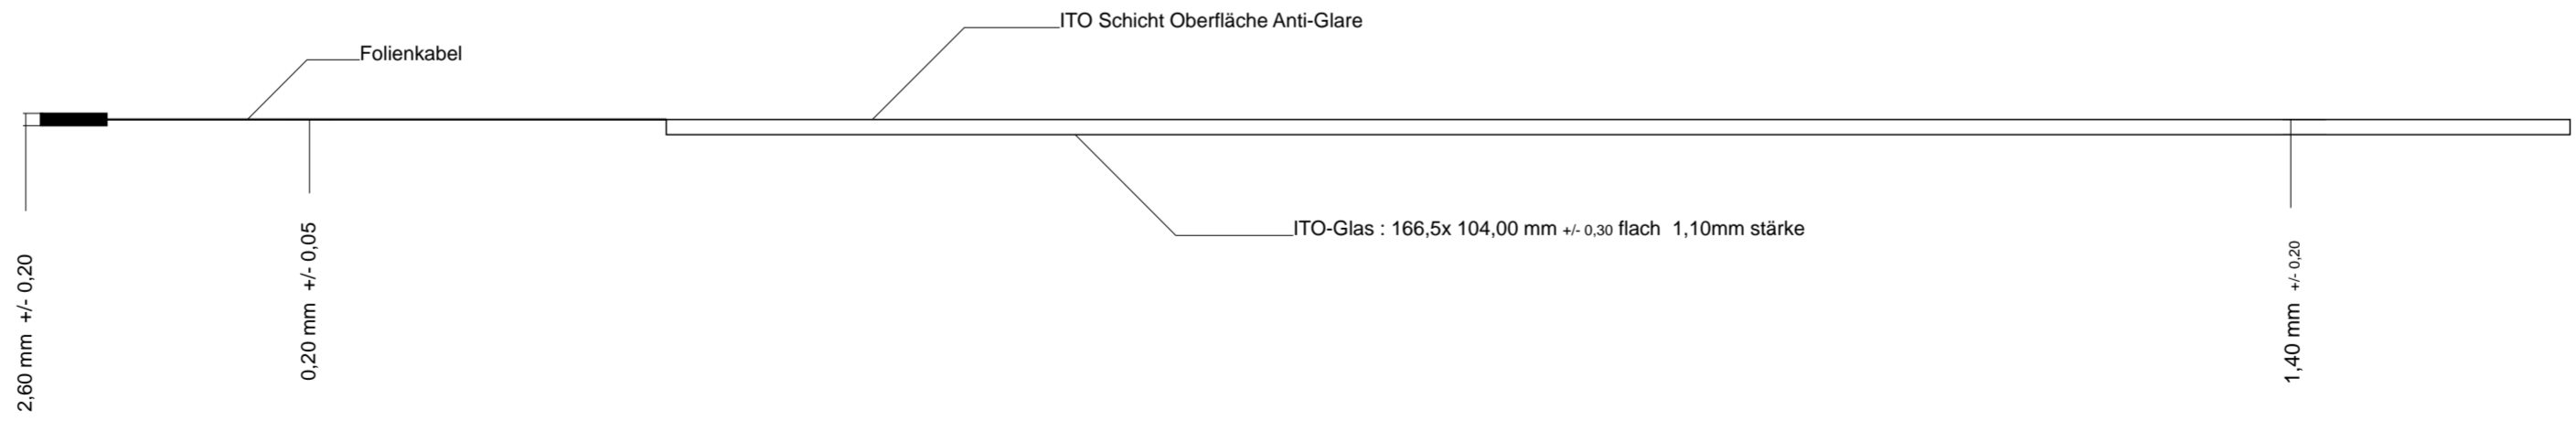 ITO Schicht Oberfläche Anti-Glare
Folienkabel
ITO-Glas : 166,5x 104,00 mm +/- 0,30 flach 1,10mm stärke
2,60 mm +/- 0,20
0,20 mm +/- 0,05
1,40 mm +/- 0,20